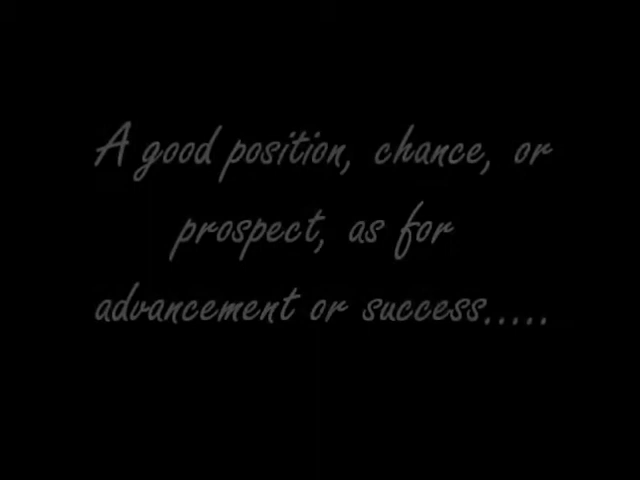 A good position, chance, or
prospect, as for
advancement or success.....